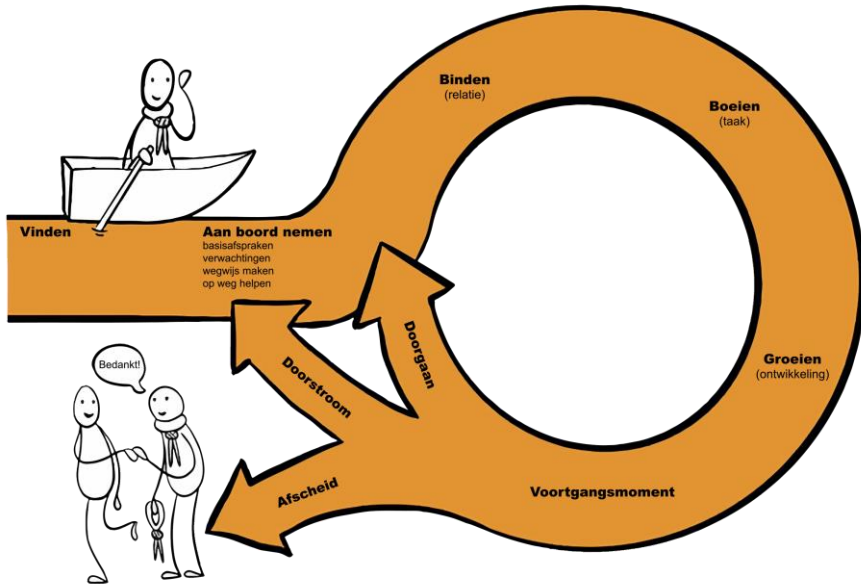 Vinden
Aan boord nemen
basisafspraken
verwachtingen
wegwijs maken
op weg helpen
Binden
(relatie)
Boeien
(taak)
Groeien
(ontwikkeling)
Voortgangsmoment
Doorgaan
Doorstroom
Afscheid
Bedankt!